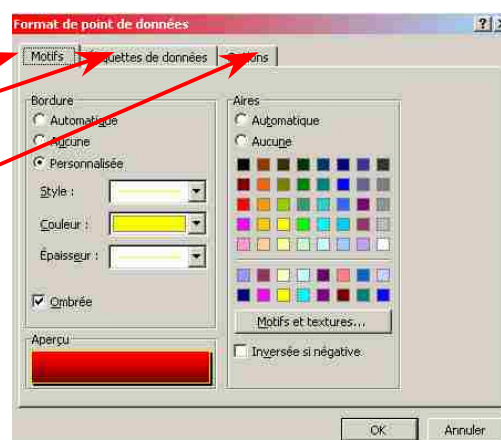 Format de point de données
Motifs Étiquettes de données Options
Bordure
Automatique
Aucune
Personnalisée
Style :
Couleur :
Épaisseur :
Ombrée
Aperçu
Aires
Automatique
Aucune
Motifs et textures...
Inversée si négative
OK Annuler